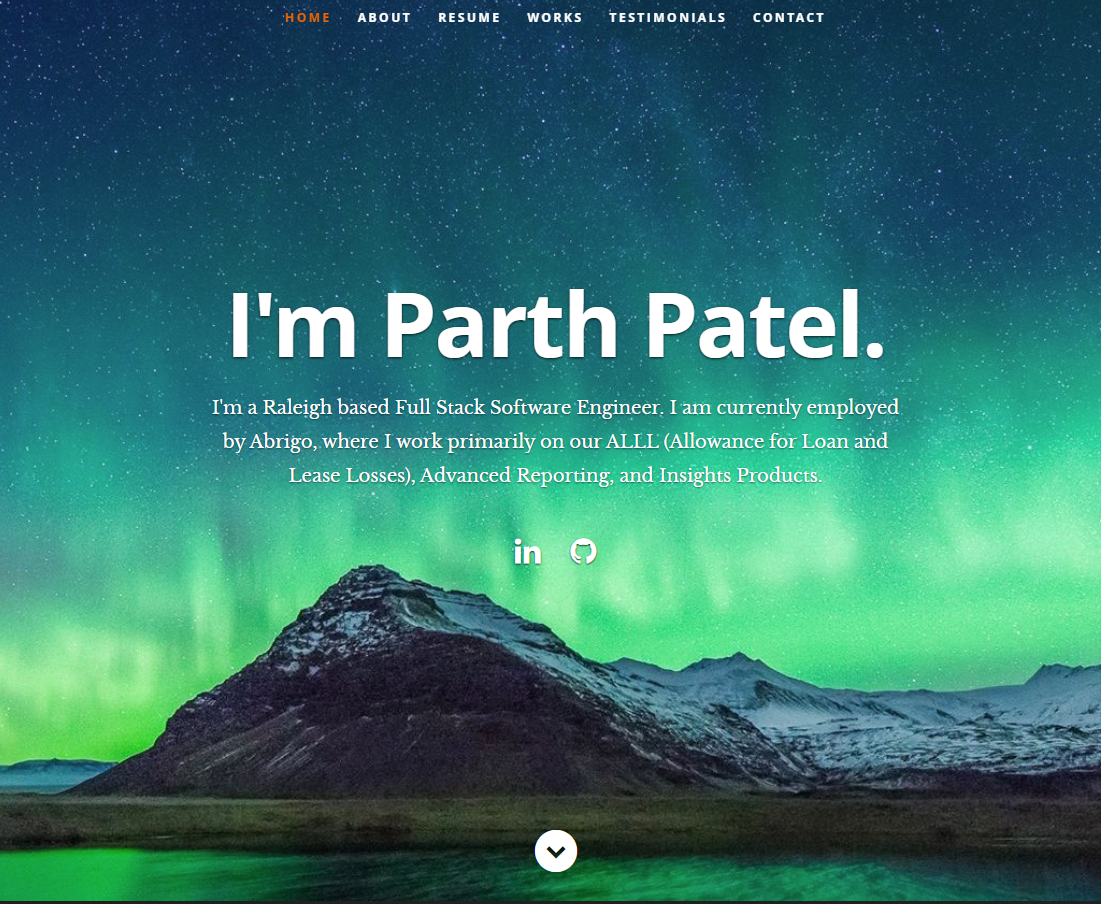 HOME ABOUT RESUME WORKS TESTIMONIALS CONTACT
I'm Parth Patel.
I'm a Raleigh based Full Stack Software Engineer. I am currently employed
by Abrigo, where I work primarily on our ALLL (Allowance for Loan and
Lease Losses), Advanced Reporting, and Insights Products.
in